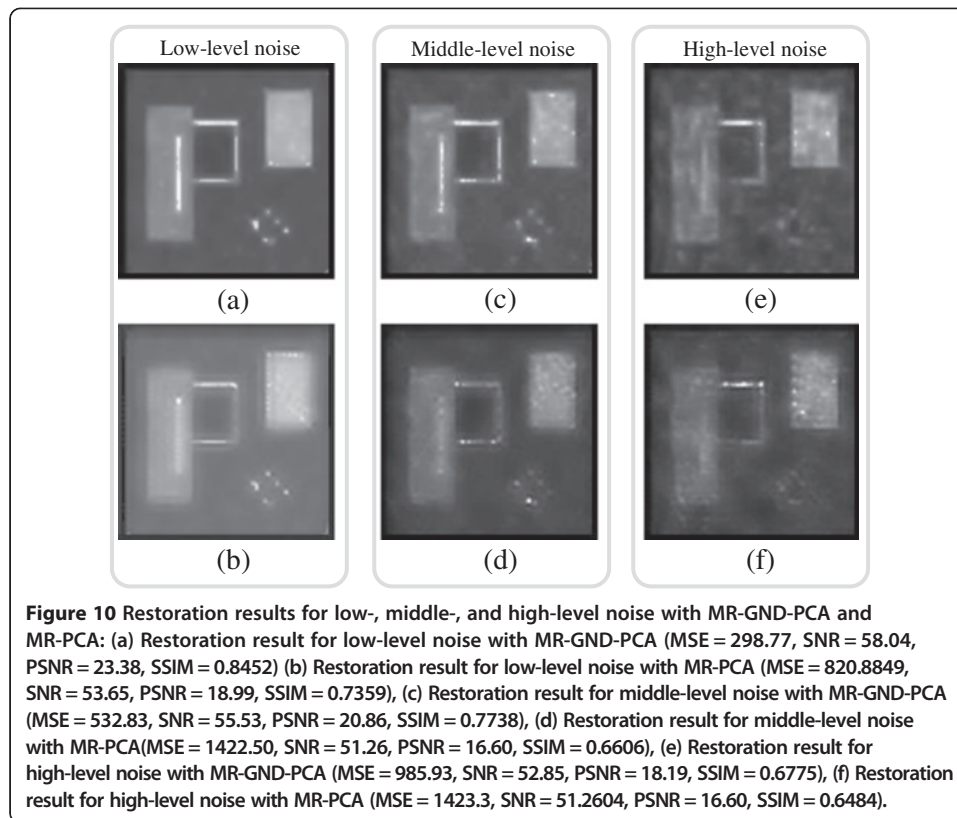 Low-level noise
Middle-level noise
High-level noise
(a)
(c)
(e)
(b)
(d)
(f)
Figure 10 Restoration results for low-, middle-, and high-level noise with MR-GND-PCA and
MR-PCA: (a) Restoration result for low-level noise with MR-GND-PCA (MSE = 298.77, SNR = 58.04,
PSNR = 23.38, SSIM = 0.8452) (b) Restoration result for low-level noise with MR-PCA (MSE = 820.8849,
SNR = 53.65, PSNR = 18.99, SSIM = 0.7359), (c) Restoration result for middle-level noise with MR-GND-PCA
(MSE = 532.83, SNR = 55.53, PSNR = 20.86, SSIM = 0.7738), (d) Restoration result for middle-level noise
with MR-PCA(MSE = 1422.50, SNR = 51.26, PSNR = 16.60, SSIM = 0.6606), (e) Restoration result for
high-level noise with MR-GND-PCA (MSE = 985.93, SNR = 52.85, PSNR = 18.19, SSIM = 0.6775), (f) Restoration
result for high-level noise with MR-PCA (MSE = 1423.3, SNR = 51.2604, PSNR = 16.60, SSIM = 0.6484).